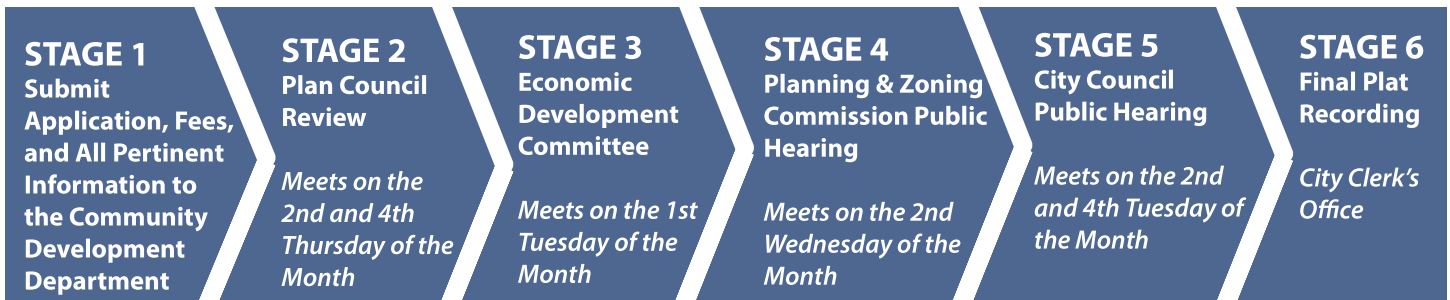 STAGE 1
Submit
Application, Fees,
and All Pertinent
Information to
the Community
Development
Department
STAGE 2
Plan Council
Review
Meets on the
2nd and 4th
Thursday of the
Month
STAGE 3
Economic
Development
Committee
Meets on the 1st
Tuesday of the
Month
STAGE 4
Planning & Zoning
Commission Public
Hearing
Meets on the 2nd
Wednesday of the
Month
STAGE 5
City Council
Public Hearing
Meets on the 2nd
and 4th Tuesday of
the Month
STAGE 6
Final Plat
Recording
City Clerk's
Office